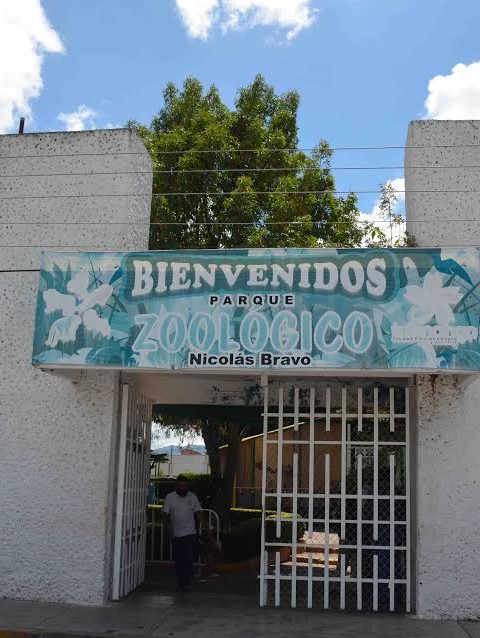 BIENVENIDOS
PARQUE
ZOOLÓGICO
Nicolás Bravo